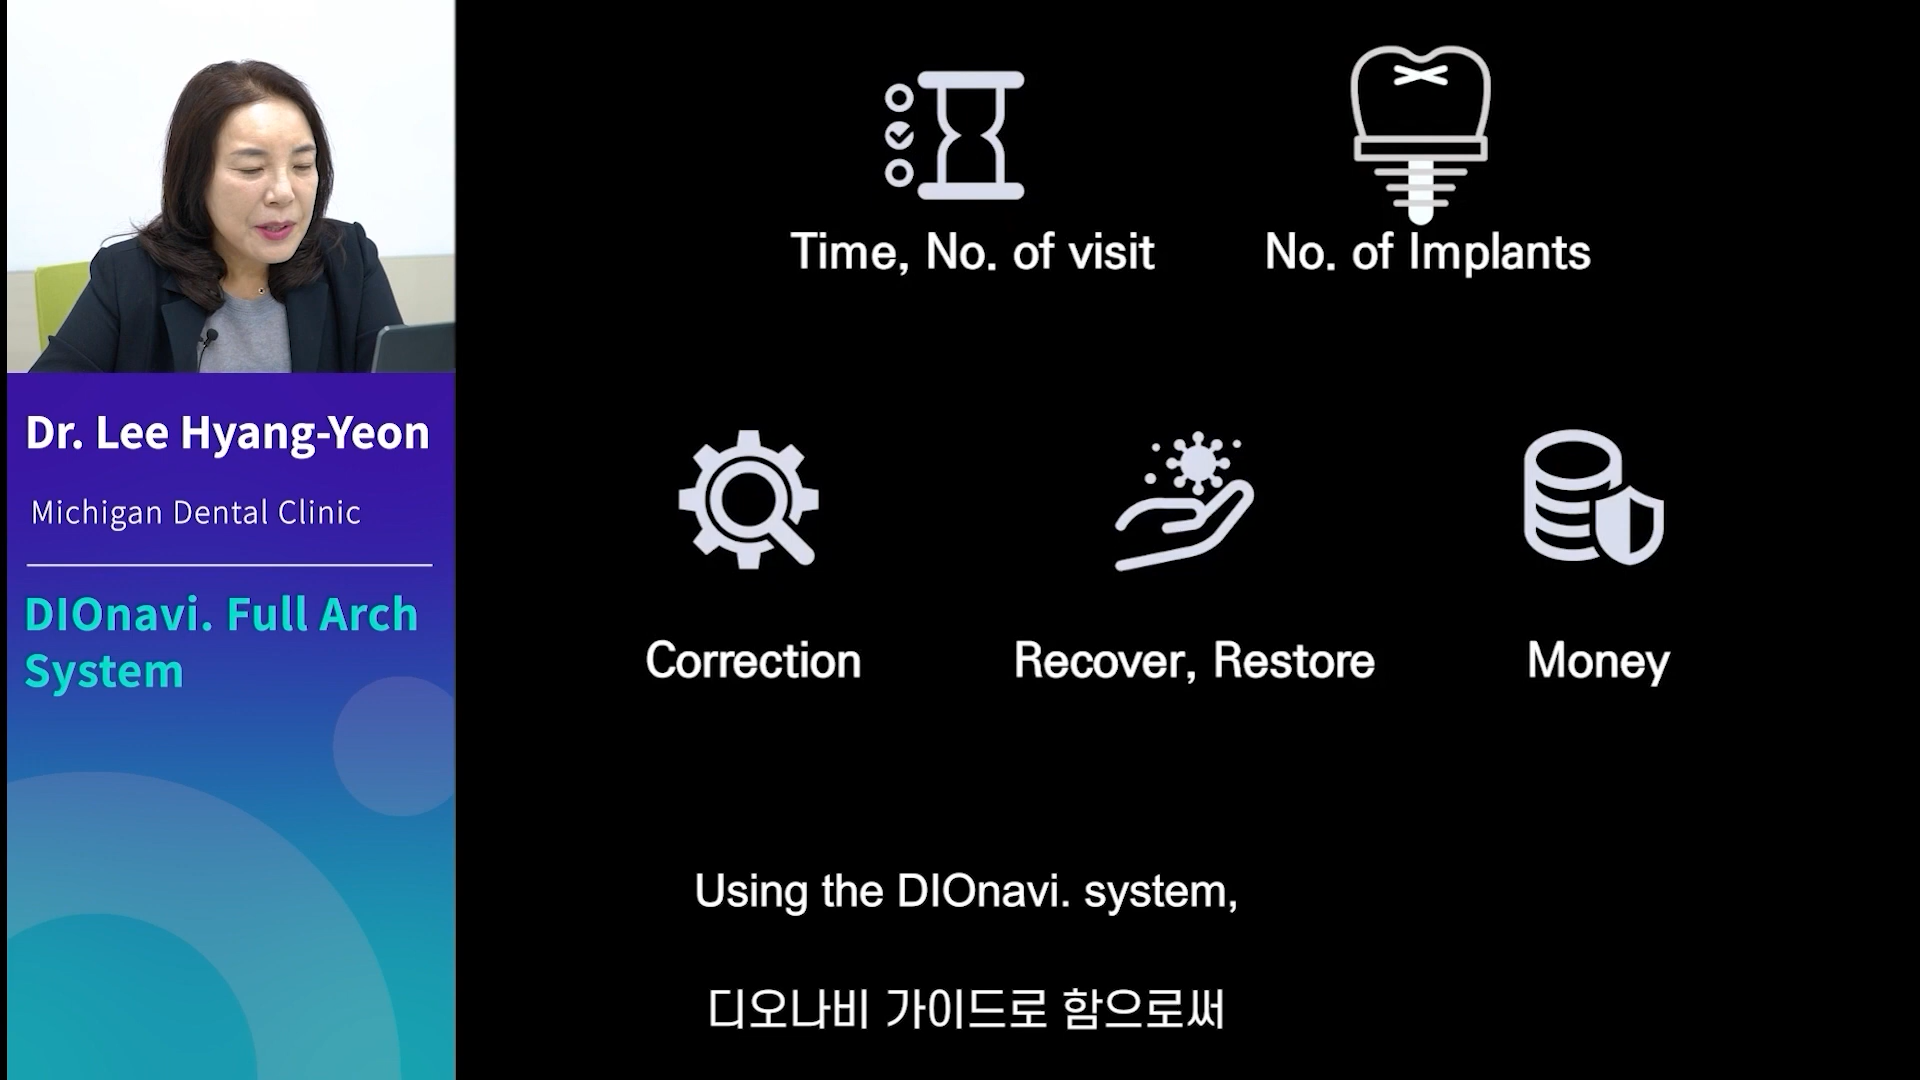 Dr. Lee Hyang-Yeon
Michigan Dental Clinic
DIOnavi. Full Arch
System
Time, No. of visit
No. of Implants
Correction
Recover, Restore
Money
Using the DIOnavi. system,
디오나비 가이드로 함으로써